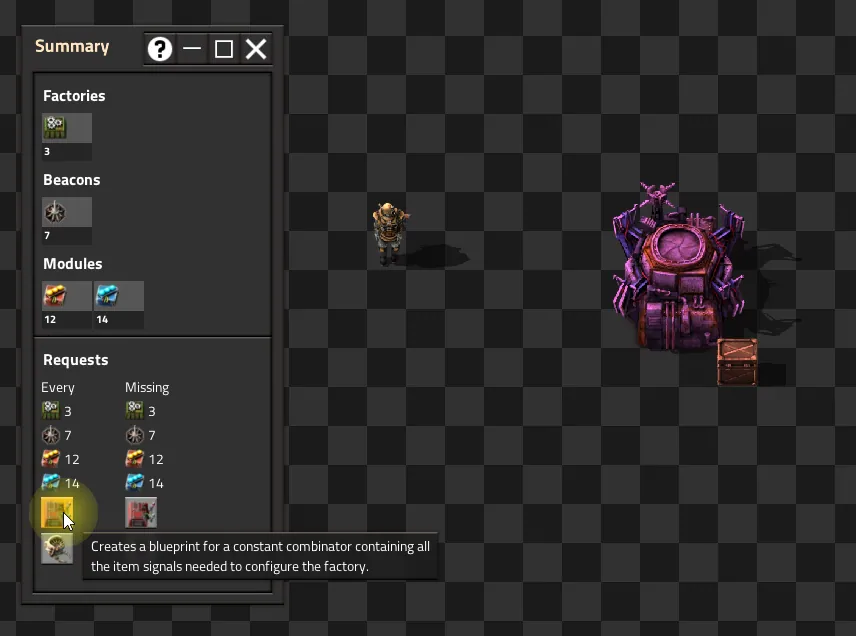 Summary ?
Factories
3
Beacons
7
Modules
12 14
Requests
Every Missing
3 3
7 7
12 12
14 14
Creates a blueprint for a constant combinator containing all
the item signals needed to configure the factory.